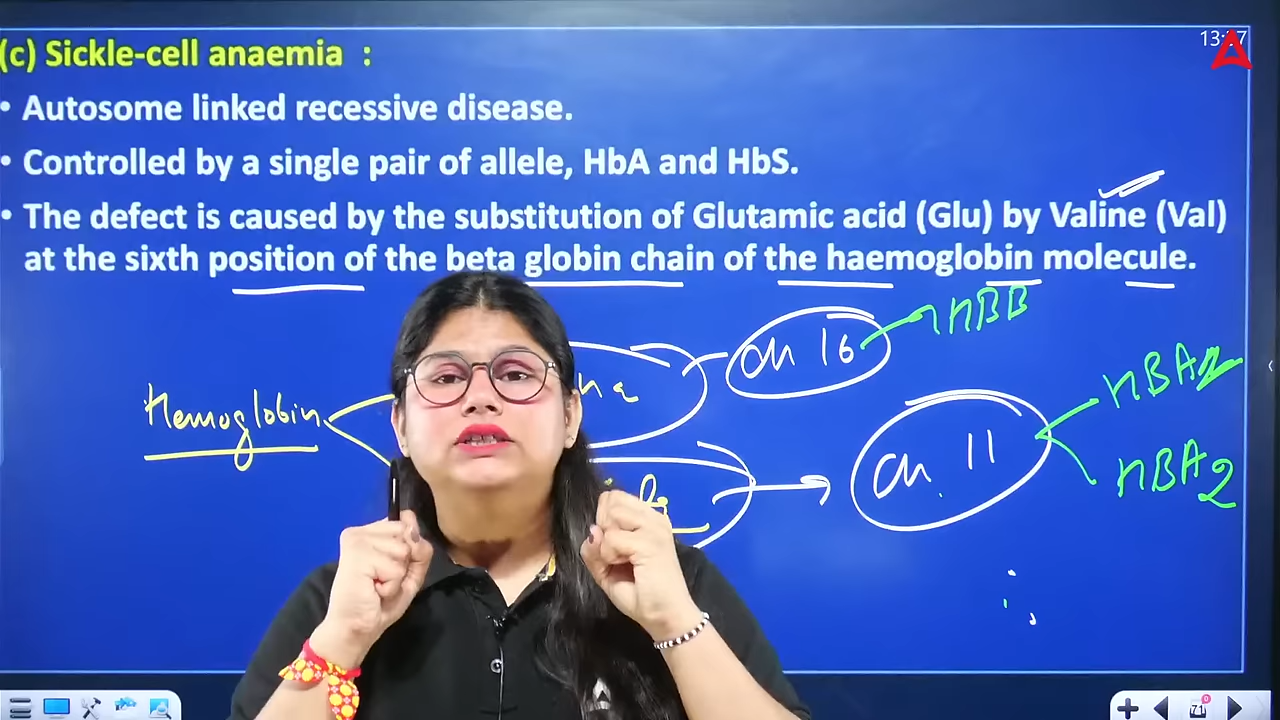 (c) Sickle-cell anaemia :
• Autosome linked recessive disease.
• Controlled by a single pair of allele, HbA and HbS.
• The defect is caused by the substitution of Glutamic acid (Glu) by Valine (Val)
at the sixth position of the beta globin chain of the haemoglobin molecule.
HBB
Ch 16
HBA1
Hemoglobin
Ch 11
HBA2